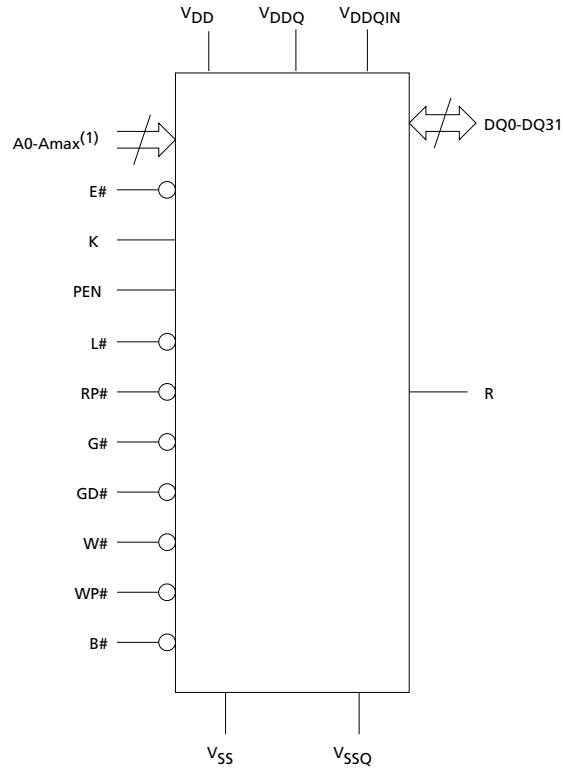 VDD VDDQ VDDQIN
A0-Amax(1)
DQ0-DQ31
E#
K
PEN
L#
RP#
R
G#
GD#
W#
WP#
B#
VSS VSSQ